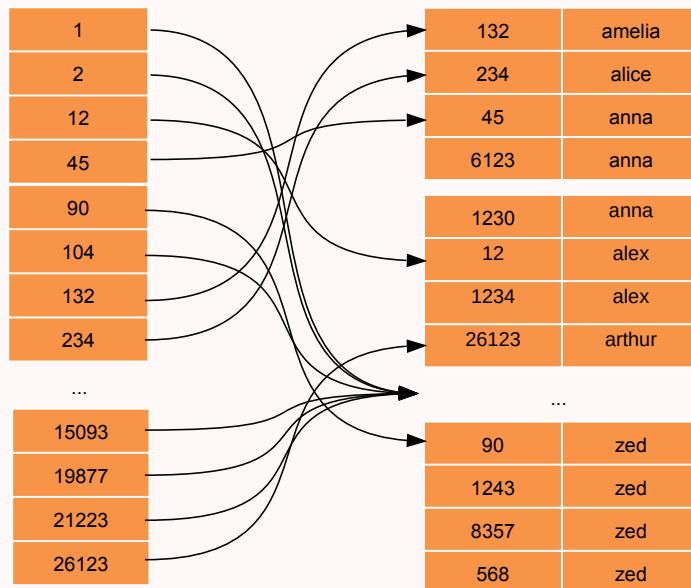 1
2
12
45
90
104
132
234
...
15093
19877
21223
26123
132 amelia
234 alice
45 anna
6123 anna
1230 anna
12 alex
1234 alex
26123 arthur
...
90 zed
1243 zed
8357 zed
568 zed